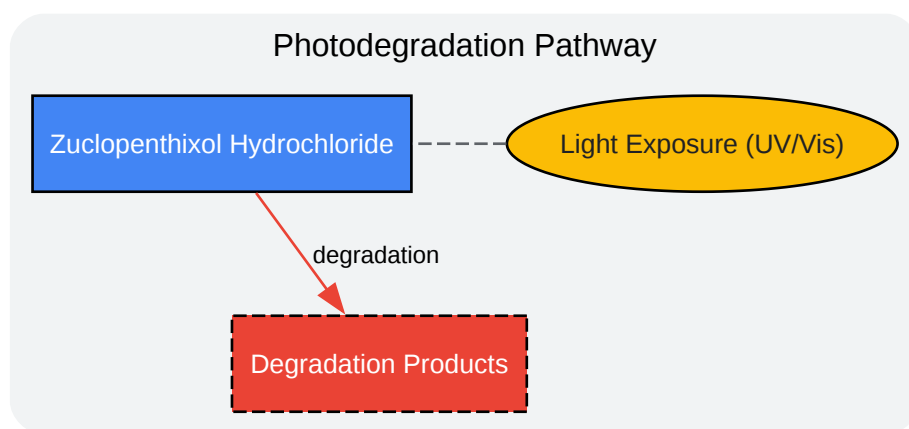 Photodegradation Pathway
Zuclopenthixol Hydrochloride
Light Exposure (UV/Vis)
degradation
Degradation Products